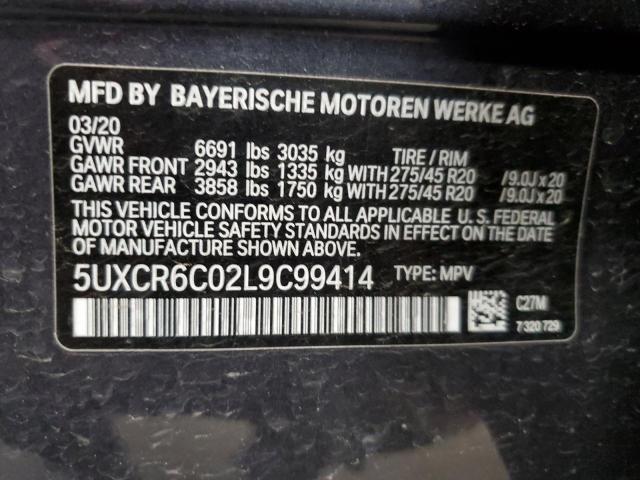 MFD BY BAYERISCHE MOTOREN WERKE AG
03/20
GVWR 6691 lbs 3035 kg TIRE / RIM
GAWR FRONT 2943 lbs 1335 kg WITH 275/45 R20 /9.0J x 20
GAWR REAR 3858 lbs 1750 kg WITH 275/45 R20 /9.0J x 20
THIS VEHICLE CONFORMS TO ALL APPLICABLE U.S. FEDERAL
MOTOR VEHICLE SAFETY STANDARDS IN EFFECT ON THE DATE
OF MANUFACTURE SHOWN ABOVE.
5UXCR6C02L9C99414 TYPE: MPV
C27M
7 320 729